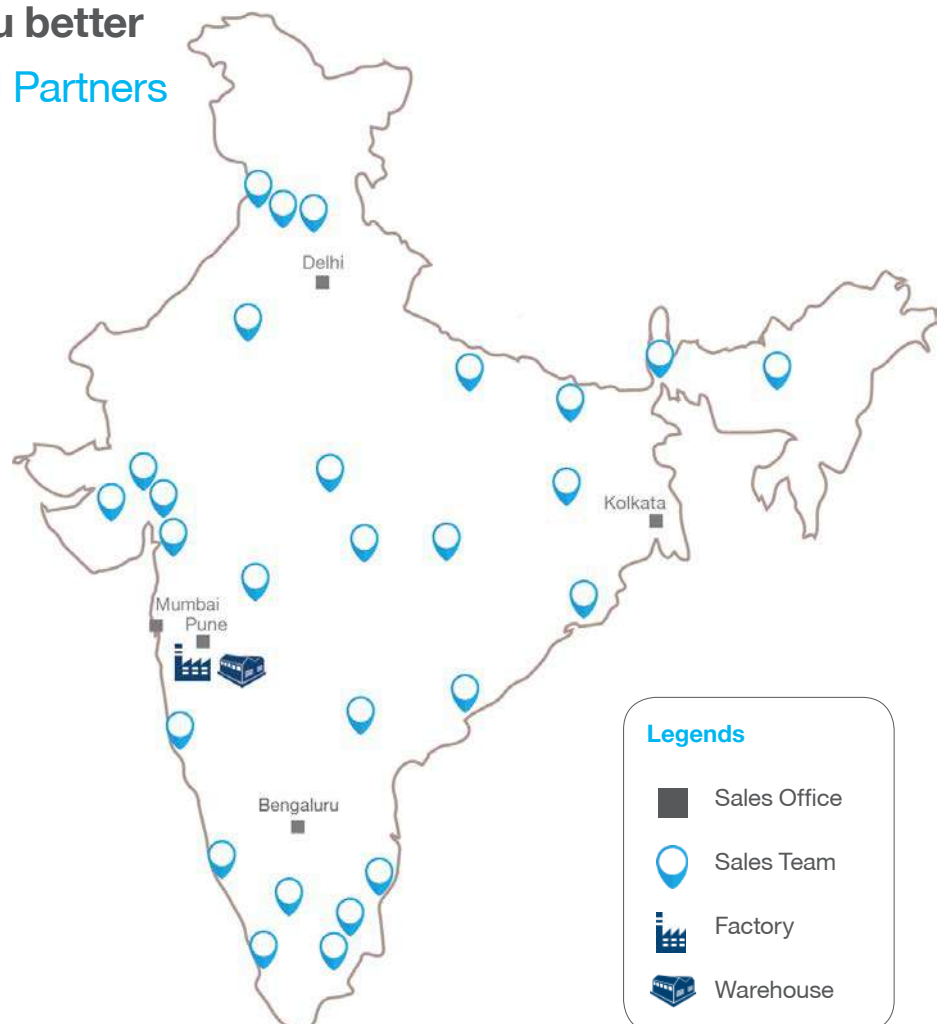 u better
Partners
Delhi
Kolkata
Mumbai
Pune
Bengaluru
Legends
Sales Office
Sales Team
Factory
Warehouse